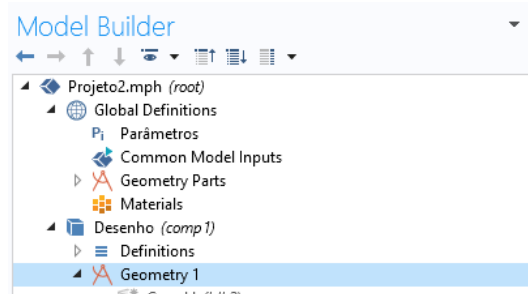 Model Builder
Projeto2.mph (root)
Global Definitions
Pi Parâmetros
Common Model Inputs
Geometry Parts
Materials
Desenho (comp1)
Definitions
Geometry 1